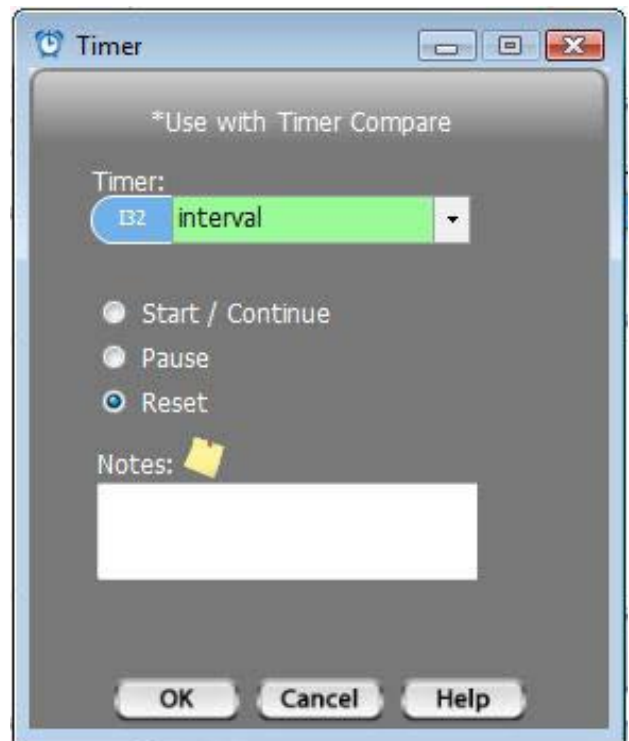 Timer
*Use with Timer Compare
Timer:
I32 interval
Start / Continue
Pause
Reset
Notes:
OK Cancel Help